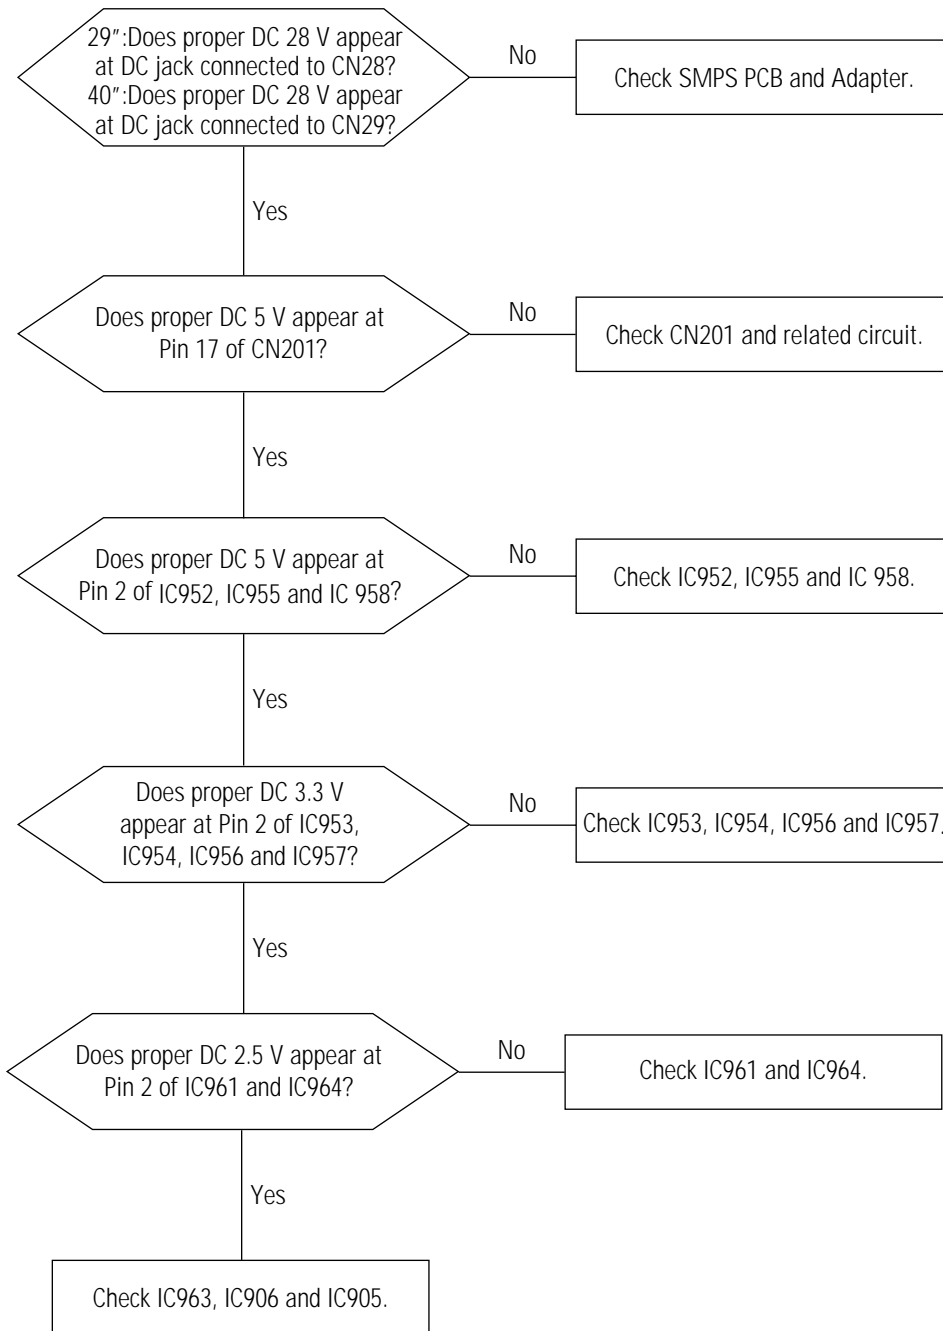 29”:Does proper DC 28 V appear
at DC jack connected to CN28?
40”:Does proper DC 28 V appear
at DC jack connected to CN29?
No
Check SMPS PCB and Adapter.
Yes
Does proper DC 5 V appear at
Pin 17 of CN201?
No
Check CN201 and related circuit.
Yes
Does proper DC 5 V appear at
Pin 2 of IC952, IC955 and IC 958?
No
Check IC952, IC955 and IC 958.
Yes
Does proper DC 3.3 V
appear at Pin 2 of IC953,
IC954, IC956 and IC957?
No
Check IC953, IC954, IC956 and IC957.
Yes
Does proper DC 2.5 V appear at
Pin 2 of IC961 and IC964?
No
Check IC961 and IC964.
Yes
Check IC963, IC906 and IC905.